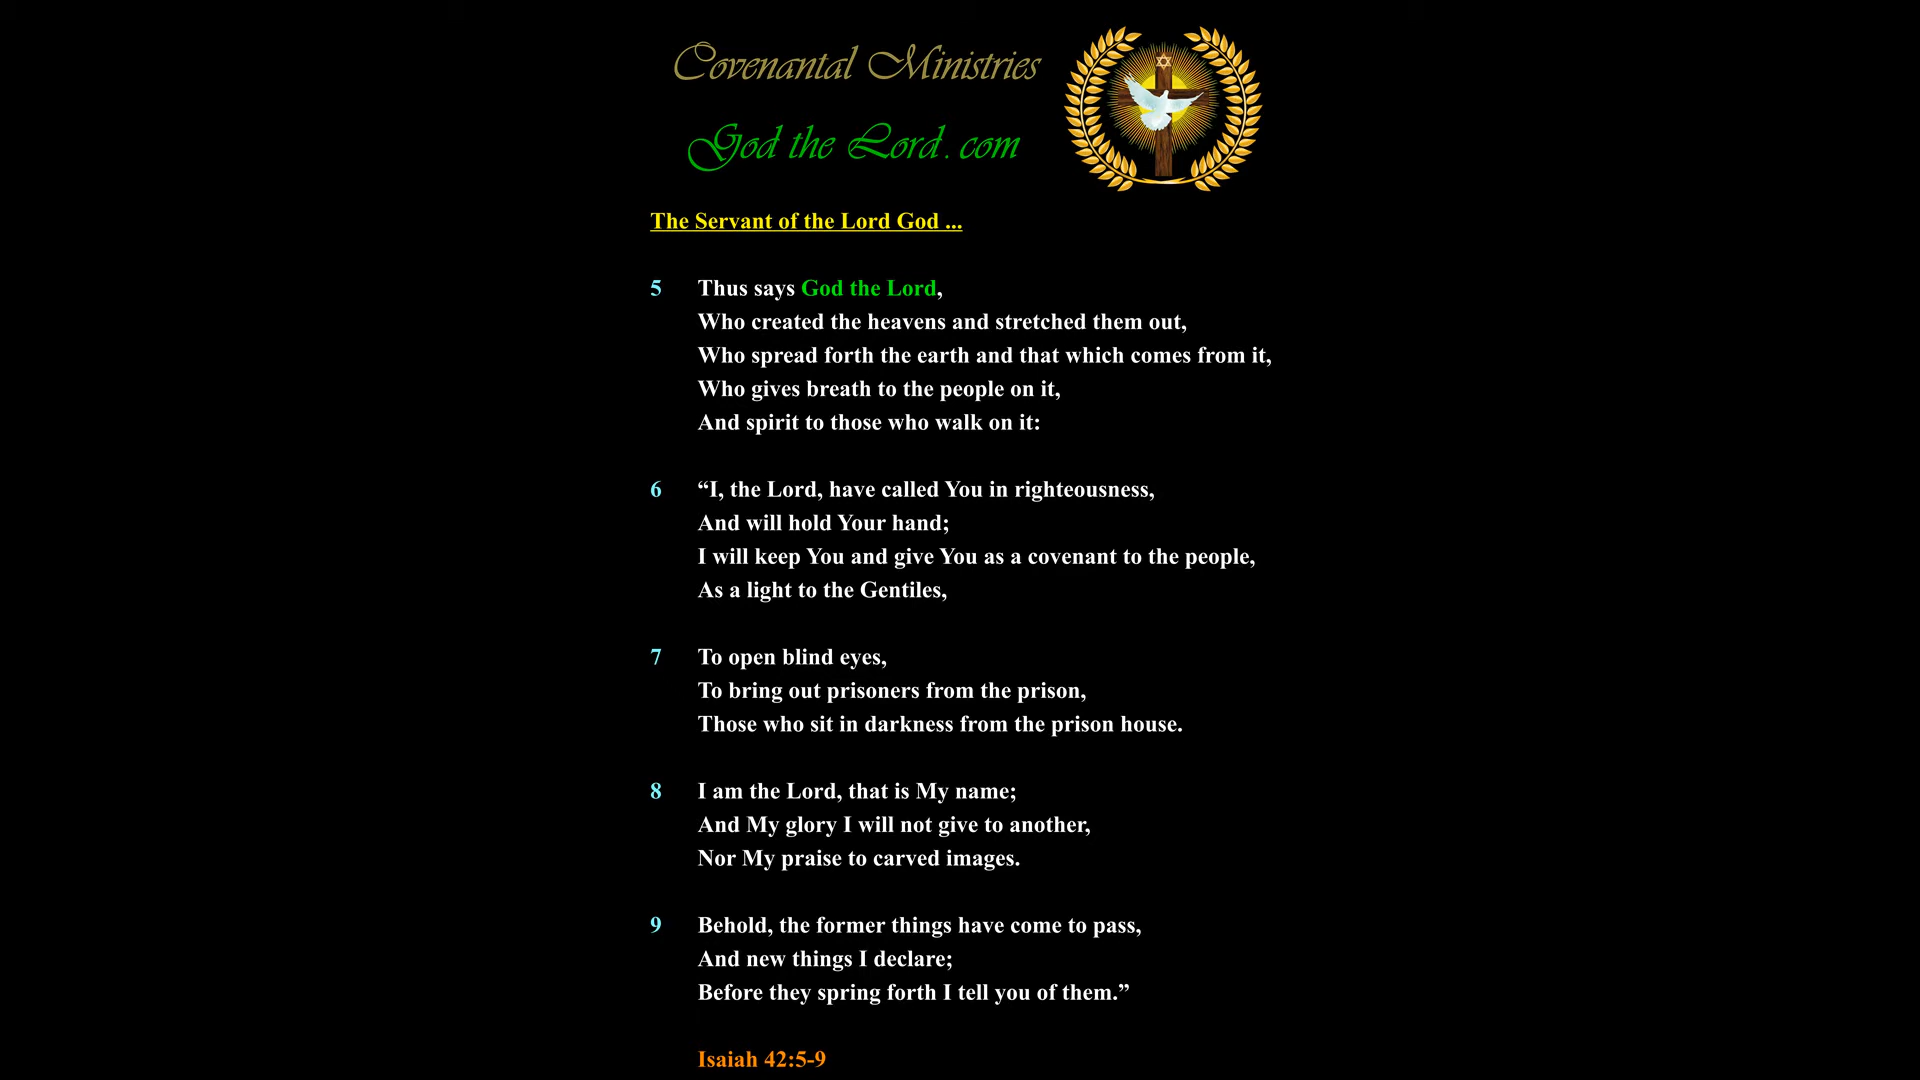 Covenantal Ministries
God the Lord.com
The Servant of the Lord God ...
5 Thus says God the Lord,
Who created the heavens and stretched them out,
Who spread forth the earth and that which comes from it,
Who gives breath to the people on it,
And spirit to those who walk on it:
6 “I, the Lord, have called You in righteousness,
And will hold Your hand;
I will keep You and give You as a covenant to the people,
As a light to the Gentiles,
7 To open blind eyes,
To bring out prisoners from the prison,
Those who sit in darkness from the prison house.
8 I am the Lord, that is My name;
And My glory I will not give to another,
Nor My praise to carved images.
9 Behold, the former things have come to pass,
And new things I declare;
Before they spring forth I tell you of them.”
Isaiah 42:5-9